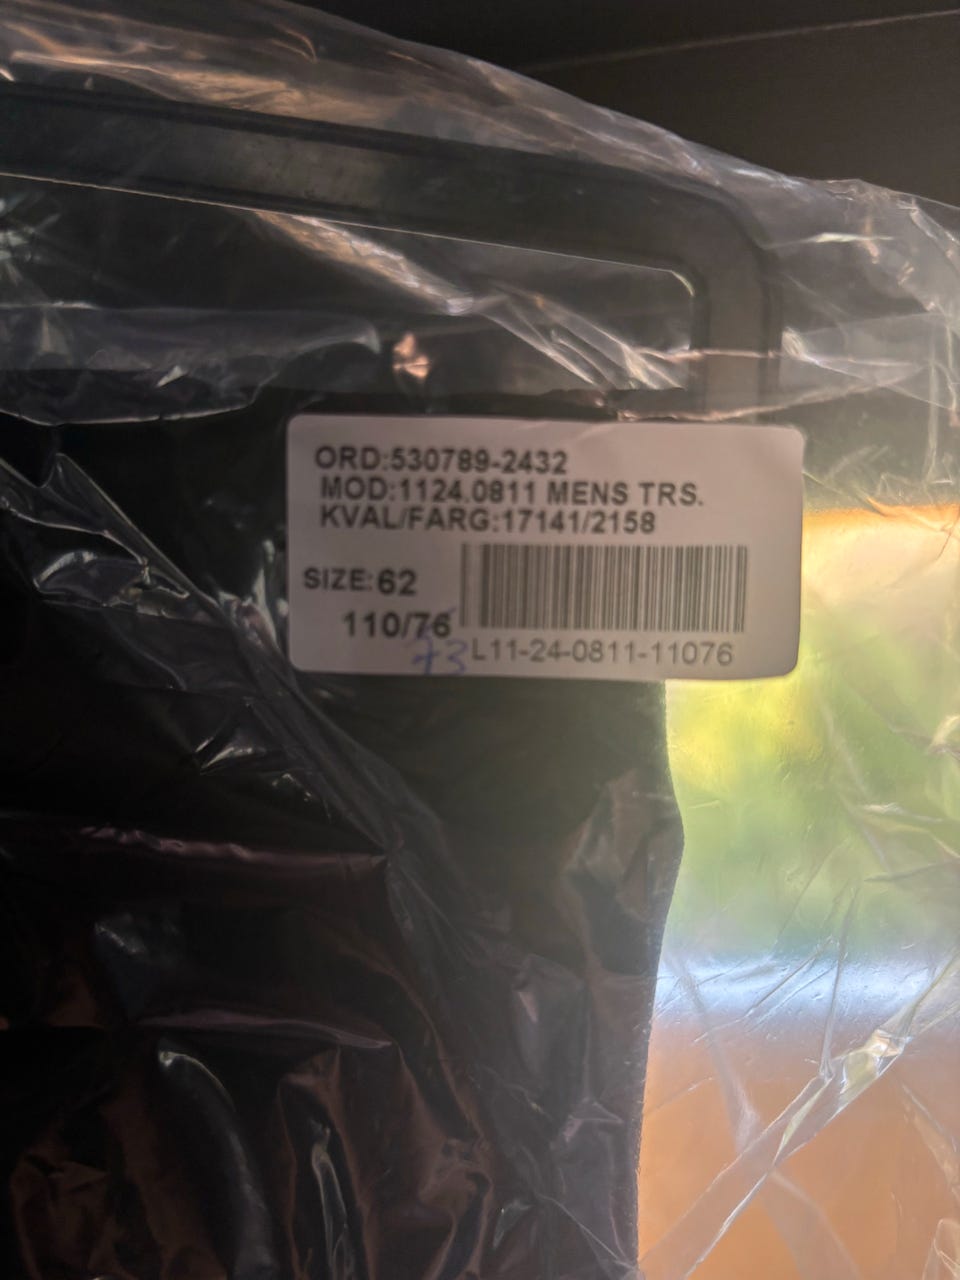 ORD:530789-2432
MOD:1124.0811 MENS TRS.
KVAL/FARG:17141/2158
SIZE:62
110/76
73
L11-24-0811-11076